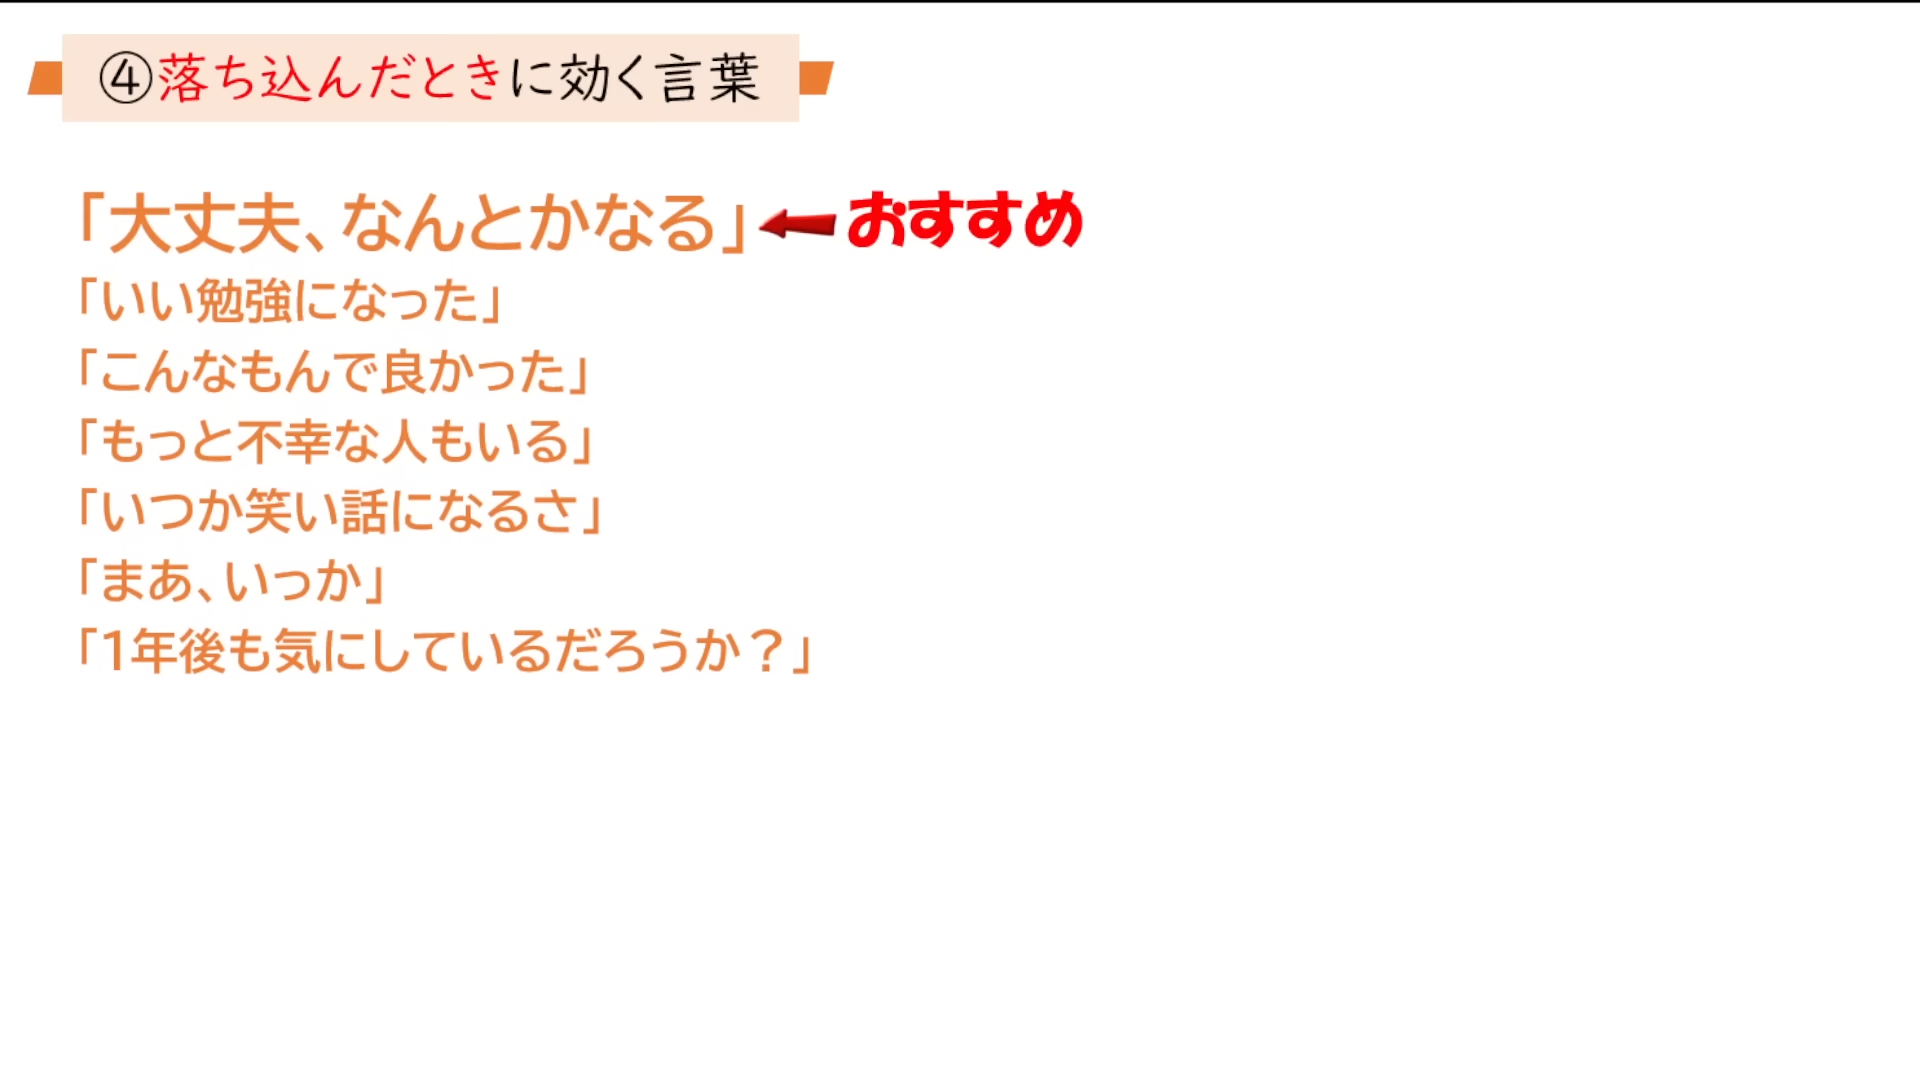 ④落ち込んだときに効く言葉
「大丈夫、なんとかなる」おすすめ
「いい勉強になった」
「こんなもんで良かった」
「もっと不幸な人もいる」
「いつか笑い話になるさ」
「まあ、いっか」
「1年後も気にしているだろうか？」